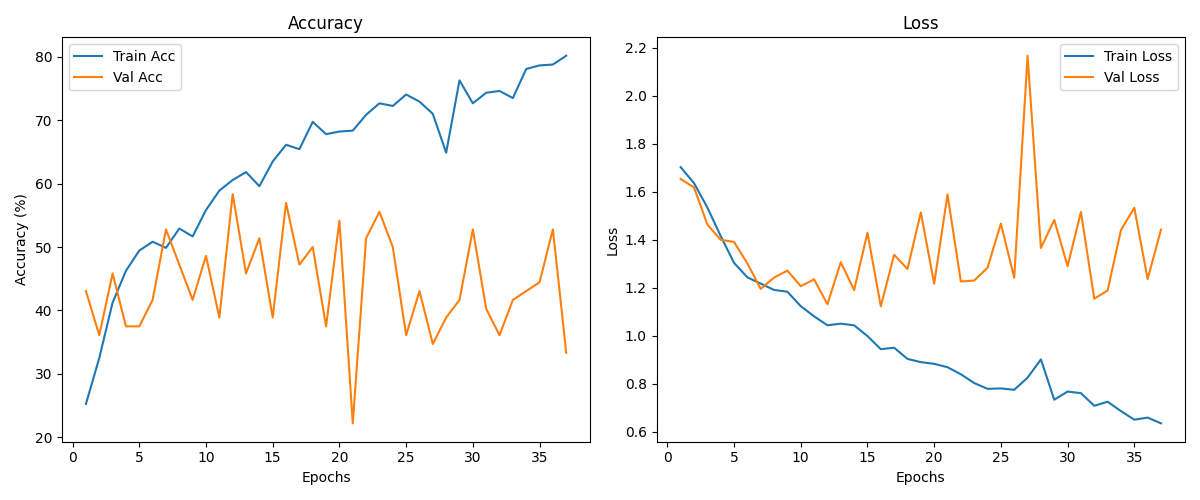 Accuracy
Train Acc
Val Acc
Accuracy (%)
80
70
60
50
40
30
20
0 5 10 15 20 25 30 35
Epochs
Loss
Train Loss
Val Loss
Loss
2.2
2.0
1.8
1.6
1.4
1.2
1.0
0.8
0.6
0 5 10 15 20 25 30 35
Epochs